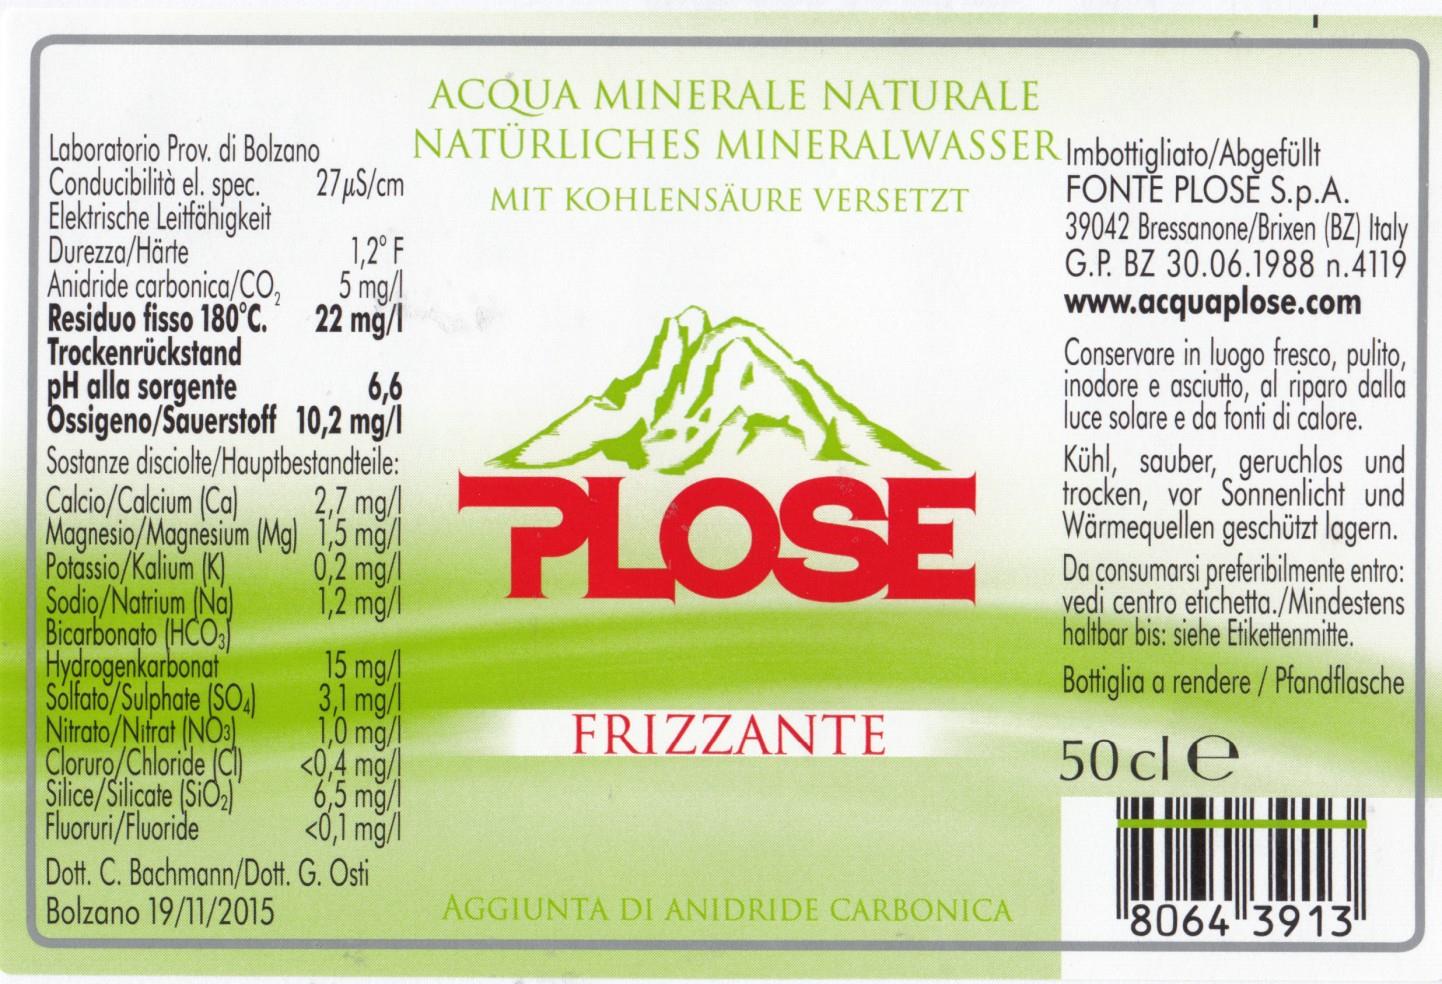 ACQUA MINERALE NATURALE
NATÜRLICHES MINERALWASSER
MIT KOHLENSÄURE VERSETZT
Laboratorio Prov. di Bolzano
Conducibilità el. spec. 27µS/cm
Elektrische Leitfähigkeit
Durezza/Härte 1,2° F
Anidride carbonica/CO₂ 5 mg/l
Residuo fisso 180°C. 22 mg/l
Trockenrückstand
pH alla sorgente 6,6
Ossigeno/Sauerstoff 10,2 mg/l
Sostanze disciolte/Hauptbestandteile:
Calcio/Calcium (Ca) 2,7 mg/l
Magnesio/Magnesium (Mg) 1,5 mg/l
Potassio/Kalium (K) 0,2 mg/l
Sodio/Natrium (Na) 1,2 mg/l
Bicarbonato (HCO₃)
Hydrogenkarbonat 15 mg/l
Solfato/Sulphate (SO₄) 3,1 mg/l
Nitrato/Nitrat (NO₃) 1,0 mg/l
Cloruro/Chloride (Cl) <0,4 mg/l
Silice/Silicate (SiO₂) 6,5 mg/l
Fluoruri/Fluoride <0,1 mg/l
Dott. C. Bachmann/Dott. G. Osti
Bolzano 19/11/2015
PLOSE
FRIZZANTE
AGGIUNTA DI ANIDRIDE CARBONICA
Imbottigliato/Abgefüllt
FONTE PLOSE S.p.A.
39042 Bressanone/Brixen (BZ) Italy
G.P. BZ 30.06.1988 n.4119
www.acquaplose.com
Conservare in luogo fresco, pulito,
inodore e asciutto, al riparo dalla
luce solare e da fonti di calore.
Kühl, sauber, geruchlos und
trocken, vor Sonnenlicht und
Wärmequellen geschützt lagern.
Da consumarsi preferibilmente entro:
vedi centro etichetta./Mindestens
haltbar bis: siehe Etikettenmitte.
Bottiglia a rendere / Pfandflasche
50 cl e
8064 3913